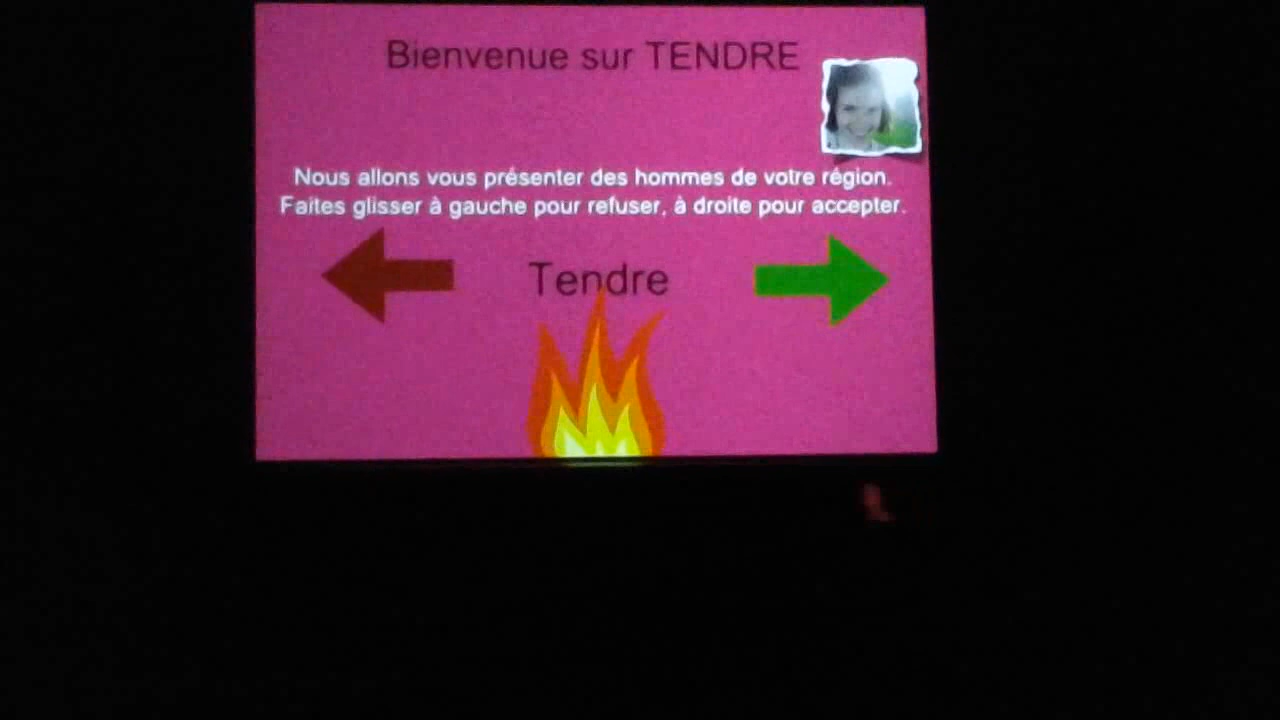 Bienvenue sur TENDRE
Nous allons vous présenter des hommes de votre région.
Faites glisser à gauche pour refuser, à droite pour accepter.
Tendre